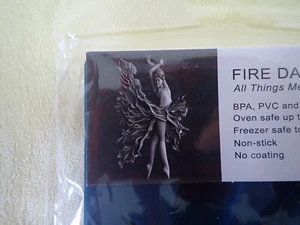 FIRE DA
All Things Me
BPA, PVC and
Oven safe up t
Freezer safe to
Non-stick
No coating